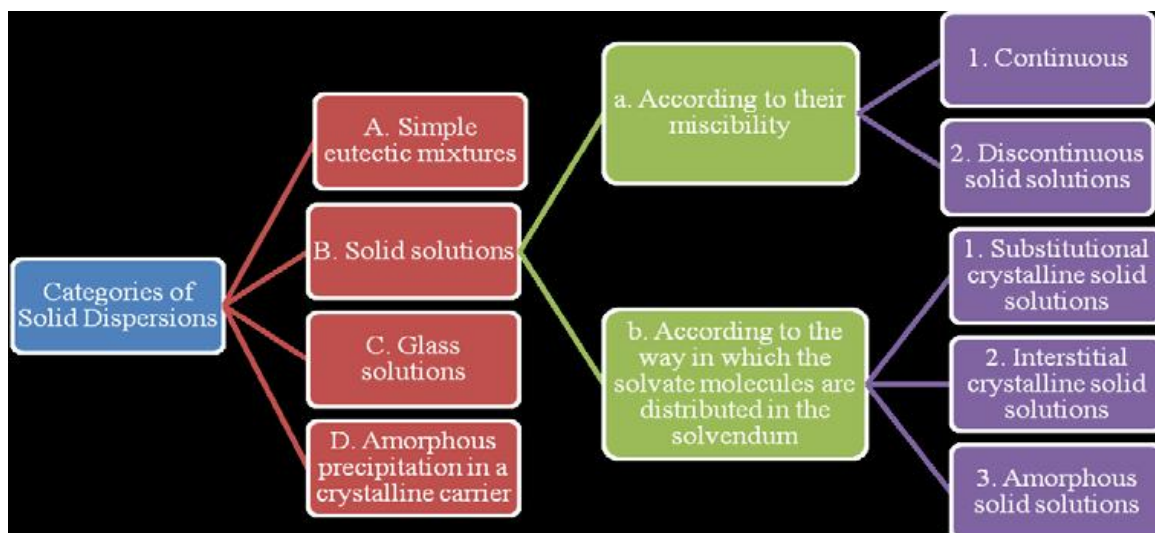 Categories of
Solid Dispersions
A. Simple
eutectic mixtures
B. Solid solutions
C. Glass
solutions
D. Amorphous
precipitation in a
crystalline carrier
a. According to their
miscibility
b. According to the
way in which the
solvate molecules are
distributed in the
solvendum
1. Continuous
2. Discontinuous
solid solutions
1. Substitutional
crystalline solid
solutions
2. Interstitial
crystalline solid
solutions
3. Amorphous
solid solutions